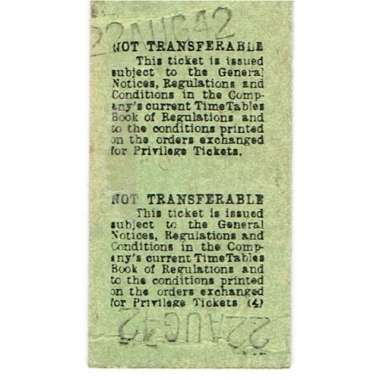 22AUG42
NOT TRANSFERABLE
This ticket is issued
subject to the General
Notices, Regulations and
Conditions in the Comp-
any's current Time Tables
Book of Regulations and
to the conditions printed
on the orders exchanged
for Privilege Tickets.
NOT TRANSFERABLE
This ticket is issued
subject to the General
Notices, Regulations and
Conditions in the Comp-
any's current Time Tables
Book of Regulations and
to the conditions printed
on the orders exchanged
for Privilege Tickets (4)
22AUG42